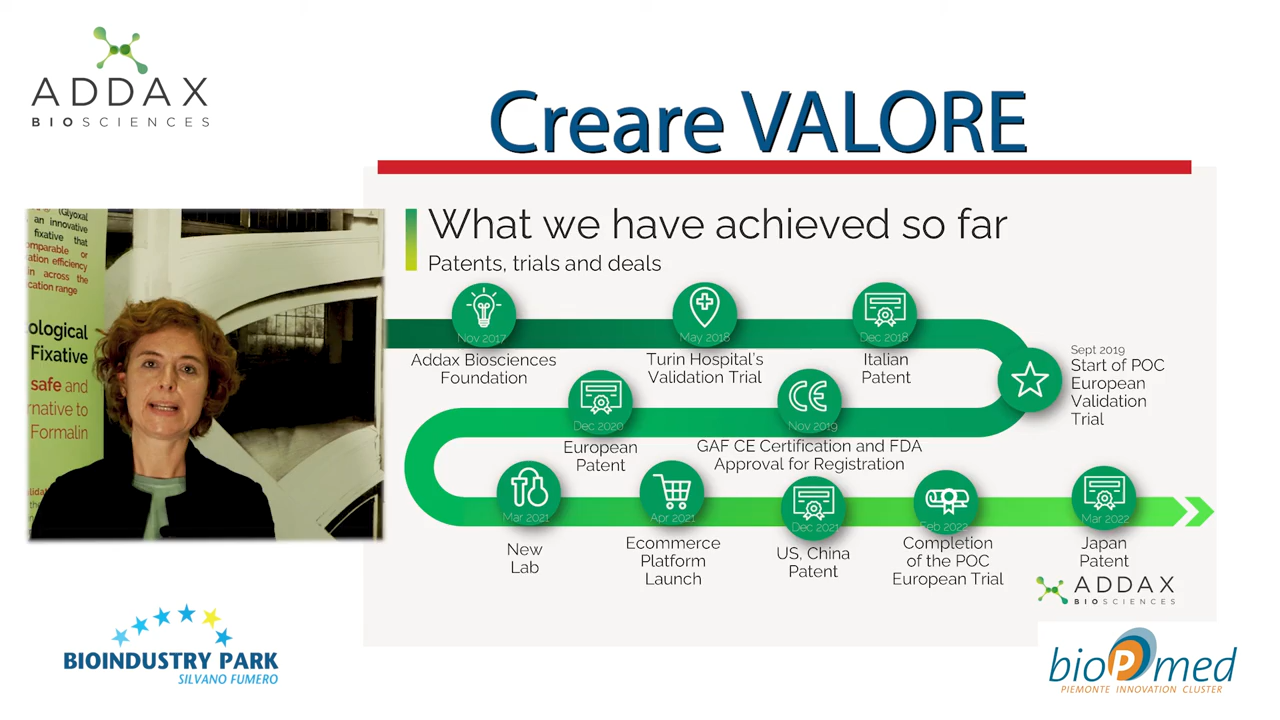 ADDAX
BIOSCIENCES
Creare VALORE
What we have achieved so far
Patents, trials and deals
(Glyoxal
an innovative
fixative that
comparable or
ation efficiency
in across the
cation range
ological
Fixative
safe and
rnative to
Formalin
Nov 2017
Addax Biosciences
Foundation
May 2018
Turin Hospital's
Validation Trial
Dec 2018
Italian
Patent
Sept 2019
Start of POC
European
Validation
Trial
CE
Nov 2019
GAF CE Certification and FDA
Approval for Registration
Dec 2020
European
Patent
Mar 2021
New
Lab
Apr 2021
Ecommerce
Platform
Launch
Dec 2021
US, China
Patent
Feb 2022
Completion
of the POC
European Trial
Mar 2022
Japan
Patent
ADDAX
BIOSCIENCES
BIOINDUSTRY PARK
SILVANO FUMERO
bioPmed
PIEMONTE INNOVATION CLUSTER